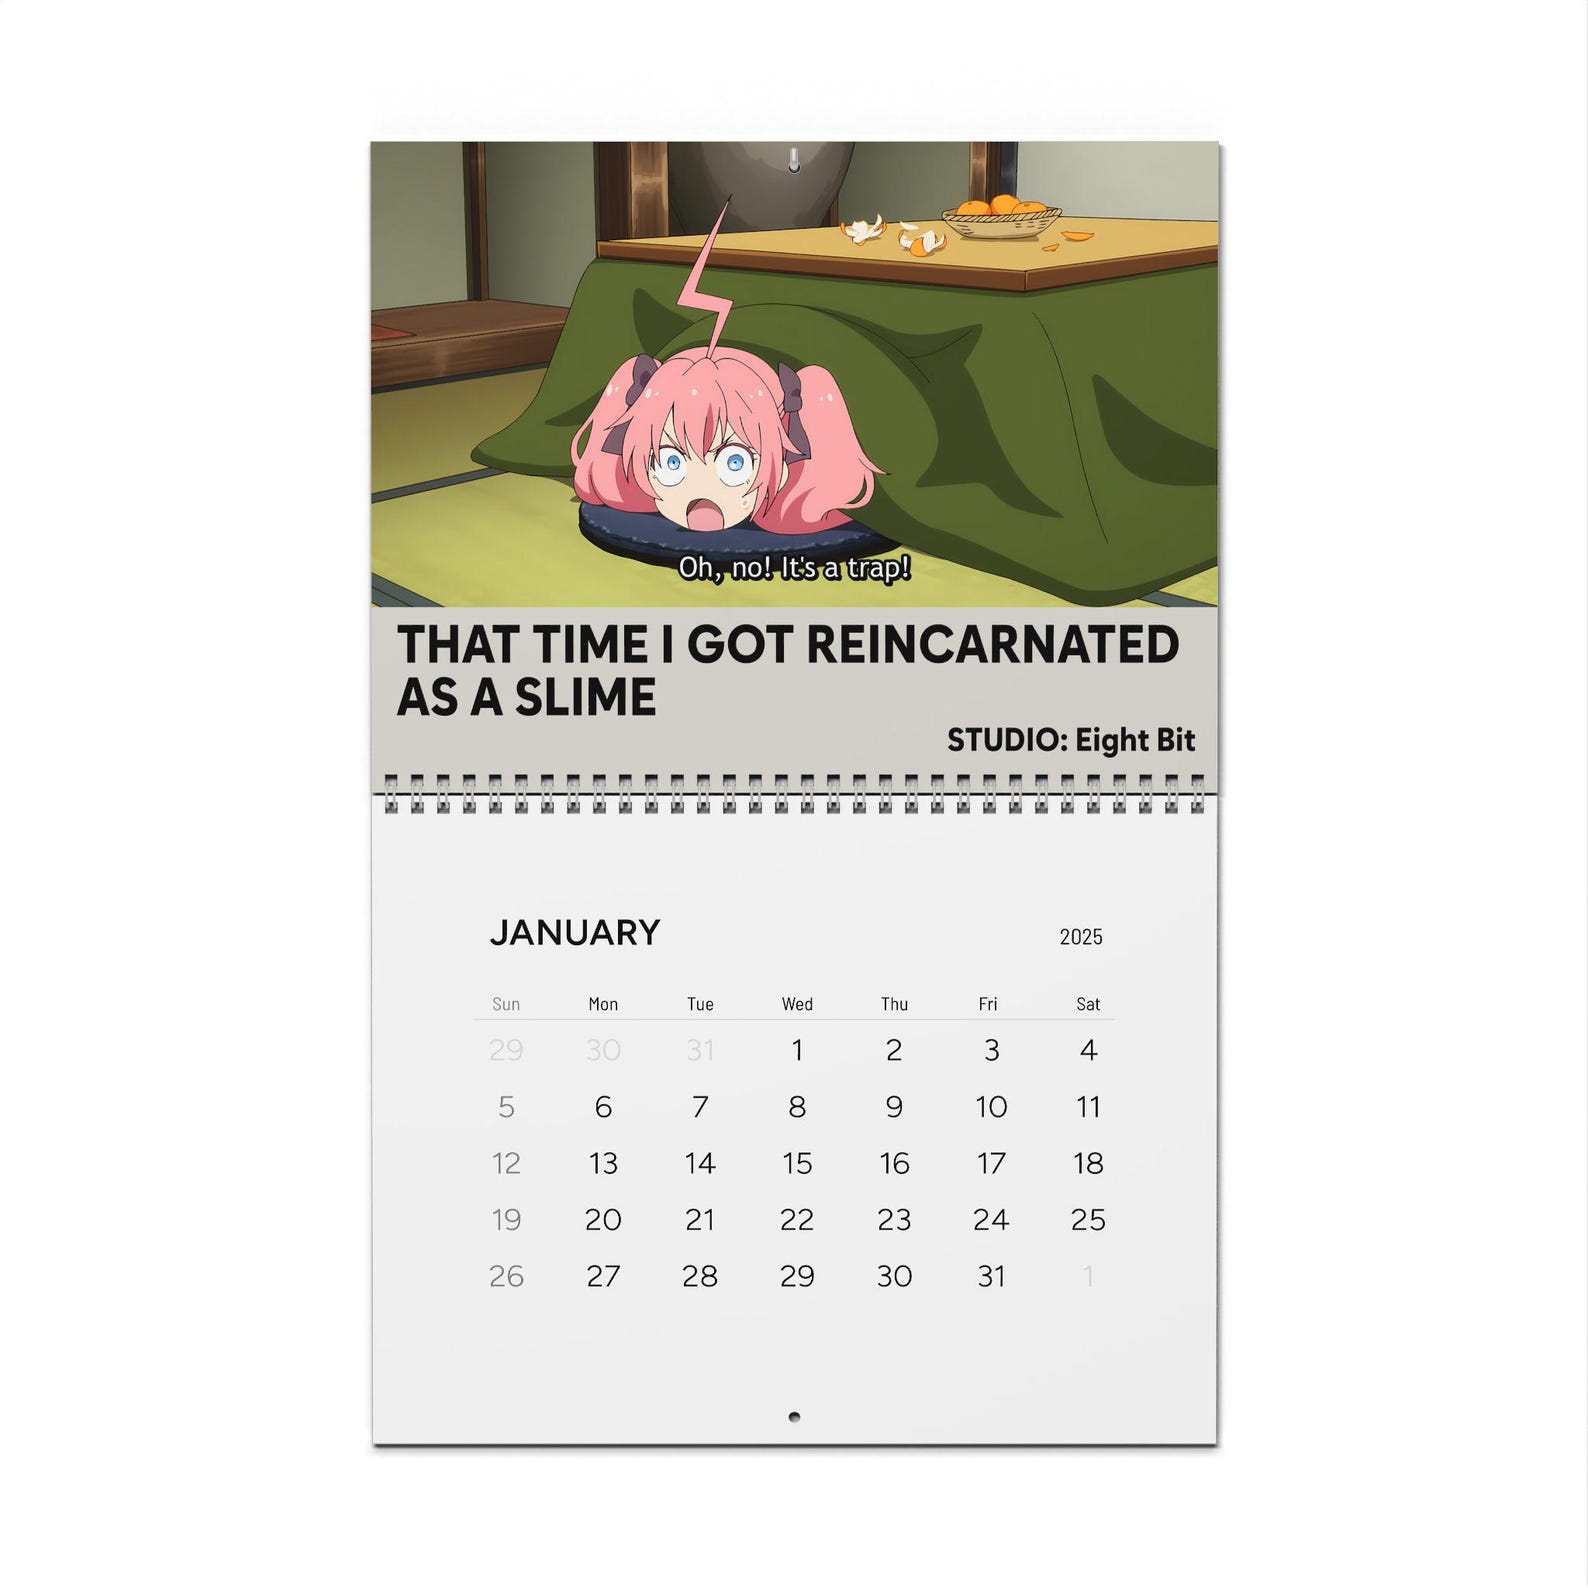 Oh, no! It's a trap!
THAT TIME I GOT REINCARNATED
AS A SLIME
STUDIO: Eight Bit
JANUARY 2025
Sun Mon Tue Wed Thu Fri Sat
29 30 31 1 2 3 4
5 6 7 8 9 10 11
12 13 14 15 16 17 18
19 20 21 22 23 24 25
26 27 28 29 30 31 1